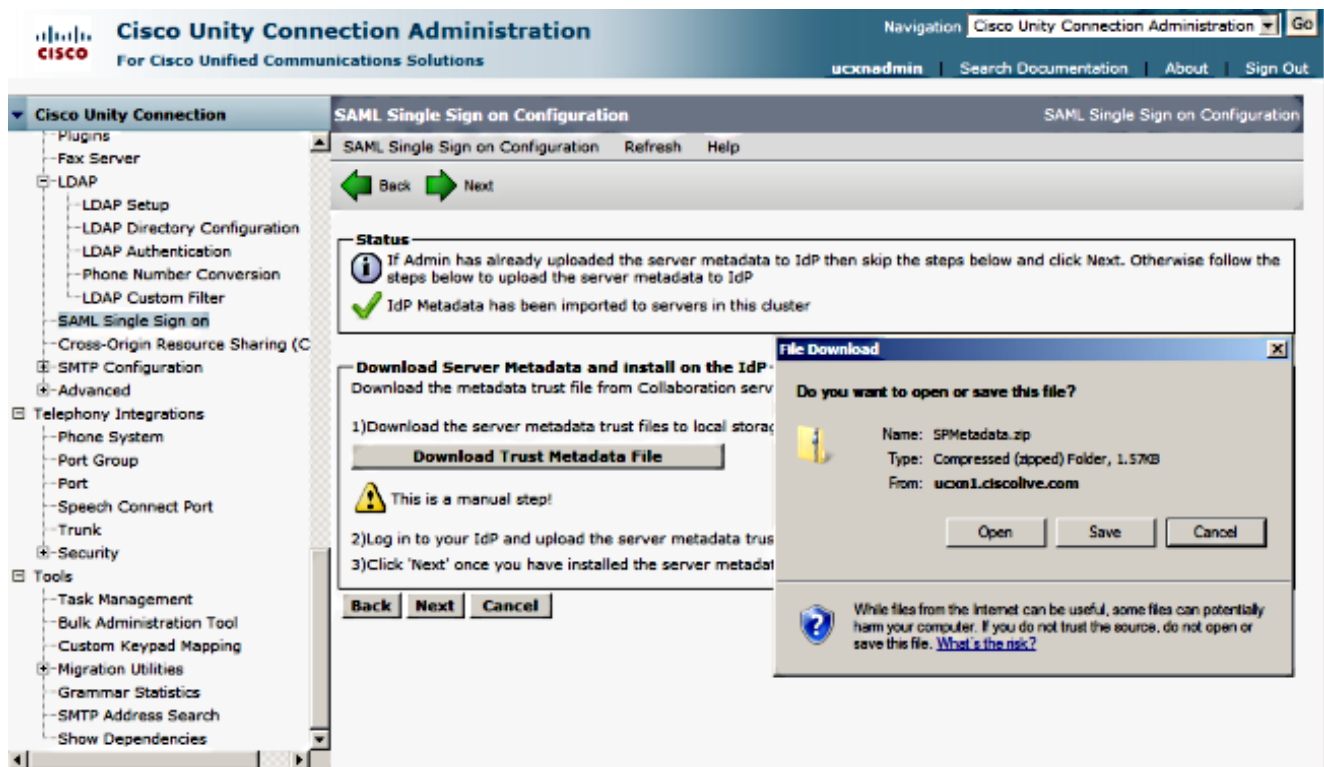 Cisco Unity Connection Administration
For Cisco Unified Communications Solutions
CISCO
Navigation Cisco Unity Connection Administration Go
ucxnadmin | Search Documentation | About | Sign Out
Cisco Unity Connection
Plugins
Fax Server
LDAP
LDAP Setup
LDAP Directory Configuration
LDAP Authentication
Phone Number Conversion
LDAP Custom Filter
SAML Single Sign on
Cross-Origin Resource Sharing (C
SMTP Configuration
Advanced
Telephony Integrations
Phone System
Port Group
Port
Speech Connect Port
Trunk
Security
Tools
Task Management
Bulk Administration Tool
Custom Keypad Mapping
Migration Utilities
Grammar Statistics
SMTP Address Search
Show Dependencies
SAML Single Sign on Configuration
SAML Single Sign on Configuration
SAML Single Sign on Configuration Refresh Help
Back Next
Status
If Admin has already uploaded the server metadata to IdP then skip the steps below and click Next. Otherwise follow the
steps below to upload the server metadata to IdP
IdP Metadata has been imported to servers in this cluster
Download Server Metadata and install on the IdP
Download the metadata trust file from Collaboration serv
1)Download the server metadata trust files to local storag
Download Trust Metadata File
This is a manual step!
2)Log in to your IdP and upload the server metadata trus
3)Click 'Next' once you have installed the server metadat
Back Next Cancel
File Download
Do you want to open or save this file?
Name: SPMetadata.zip
Type: Compressed (zipped) Folder, 1.57KB
From: ucxn1.ciscolive.com
Open Save Cancel
While files from the Internet can be useful, some files can potentially
harm your computer. If you do not trust the source, do not open or
save this file. What's the risk?